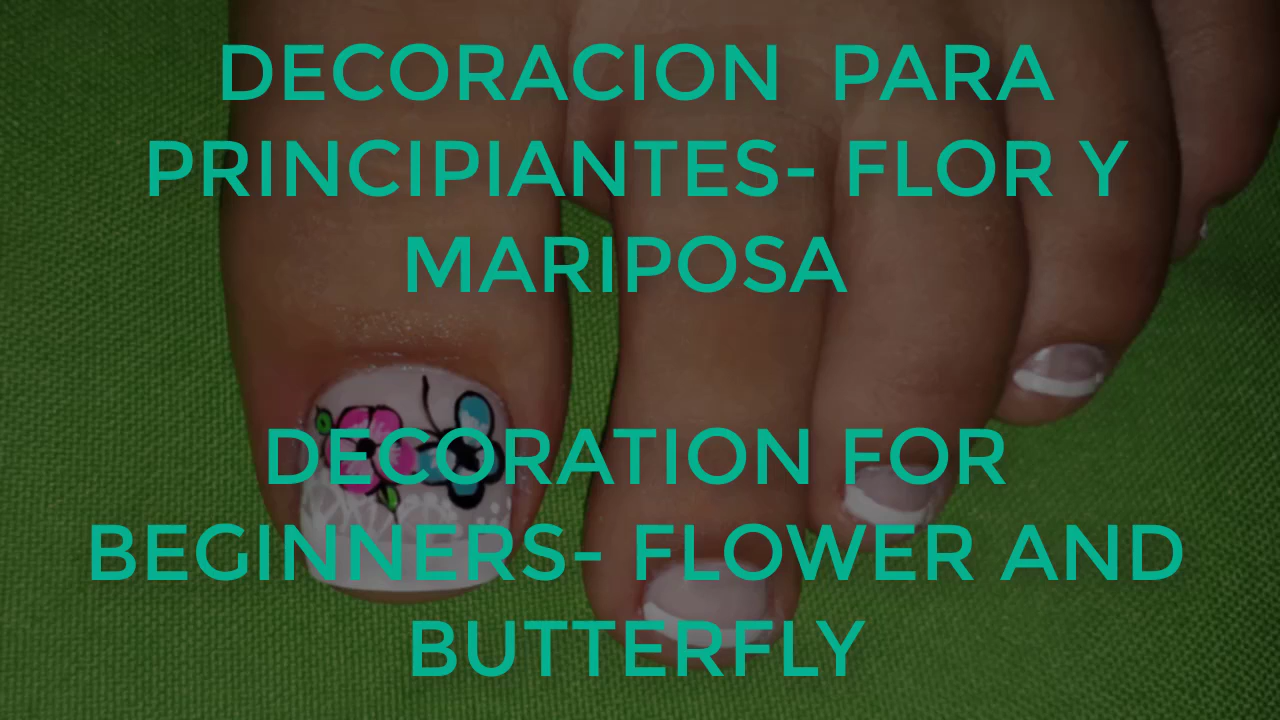 DECORACION PARA
PRINCIPIANTES- FLOR Y
MARIPOSA
DECORATION FOR
BEGINNERS- FLOWER AND
BUTTERFLY